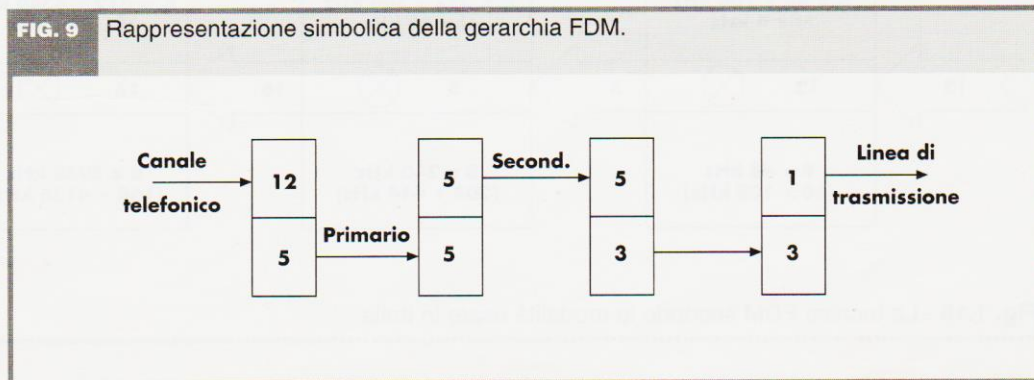 FIG. 9 Rappresentazione simbolica della gerarchia FDM.
Canale
telefonico
12
5
Primario
5
5
Second.
5
3
1
3
Linea di
trasmissione